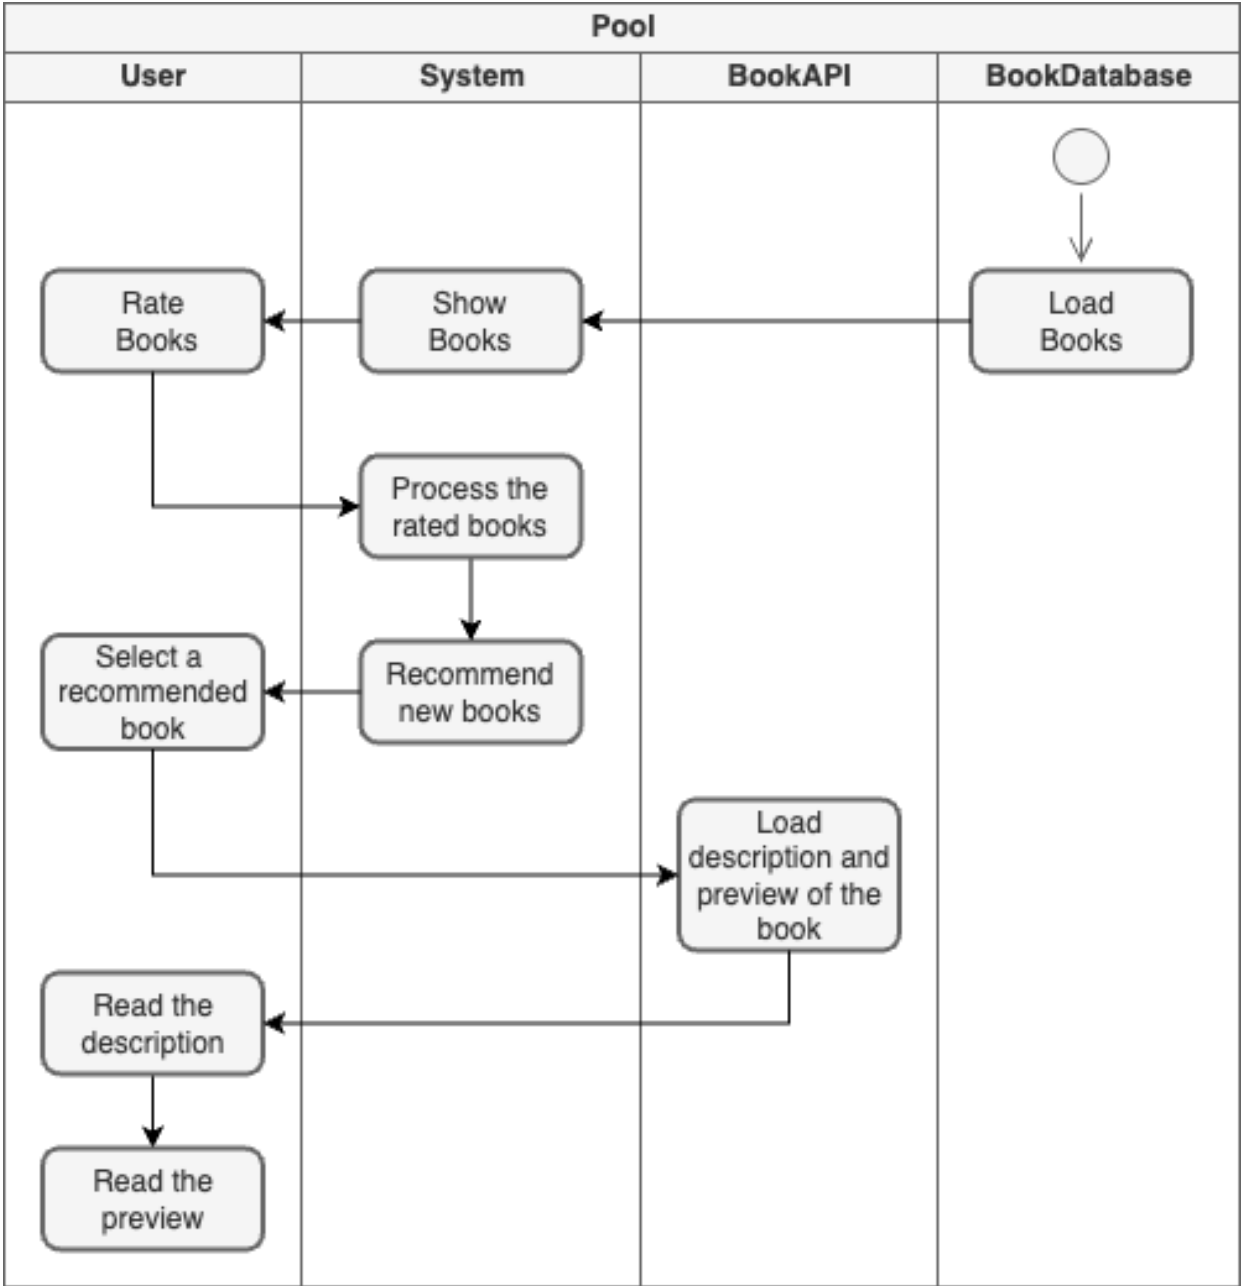 Pool
User
System
BookAPI
BookDatabase
Load
Books
Show
Books
Rate
Books
Process the
rated books
Recommend
new books
Select a
recommended
book
Load
description and
preview of the
book
Read the
description
Read the
preview